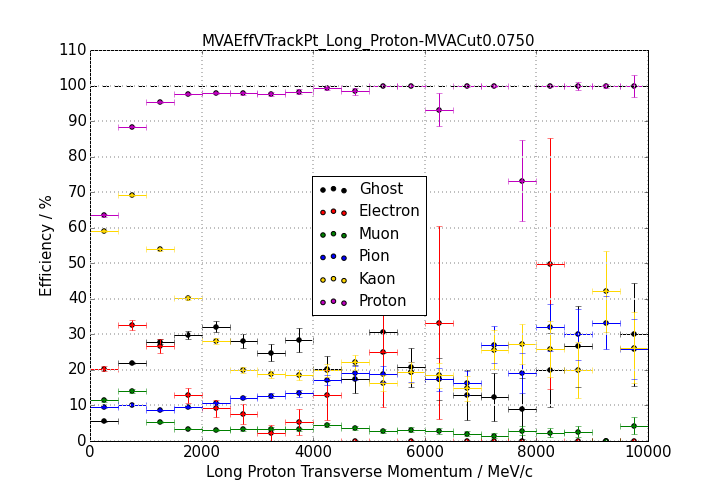 MVAEffVTrackPt_Long_Proton-MVACut0.0750
110
100
90
80
70
60
50
40
30
20
10
0
Efficiency / %
Ghost
Electron
Muon
Pion
Kaon
Proton
0 2000 4000 6000 8000 10000
Long Proton Transverse Momentum / MeV/c